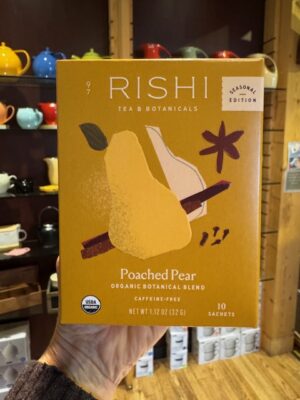 97
RISHI
TEA & BOTANICALS
SEASONAL
EDITION
Poached Pear
ORGANIC BOTANICAL BLEND
CAFFEINE-FREE
USDA
ORGANIC
NET WT 1.12 OZ (32 G)
10
SACHETS